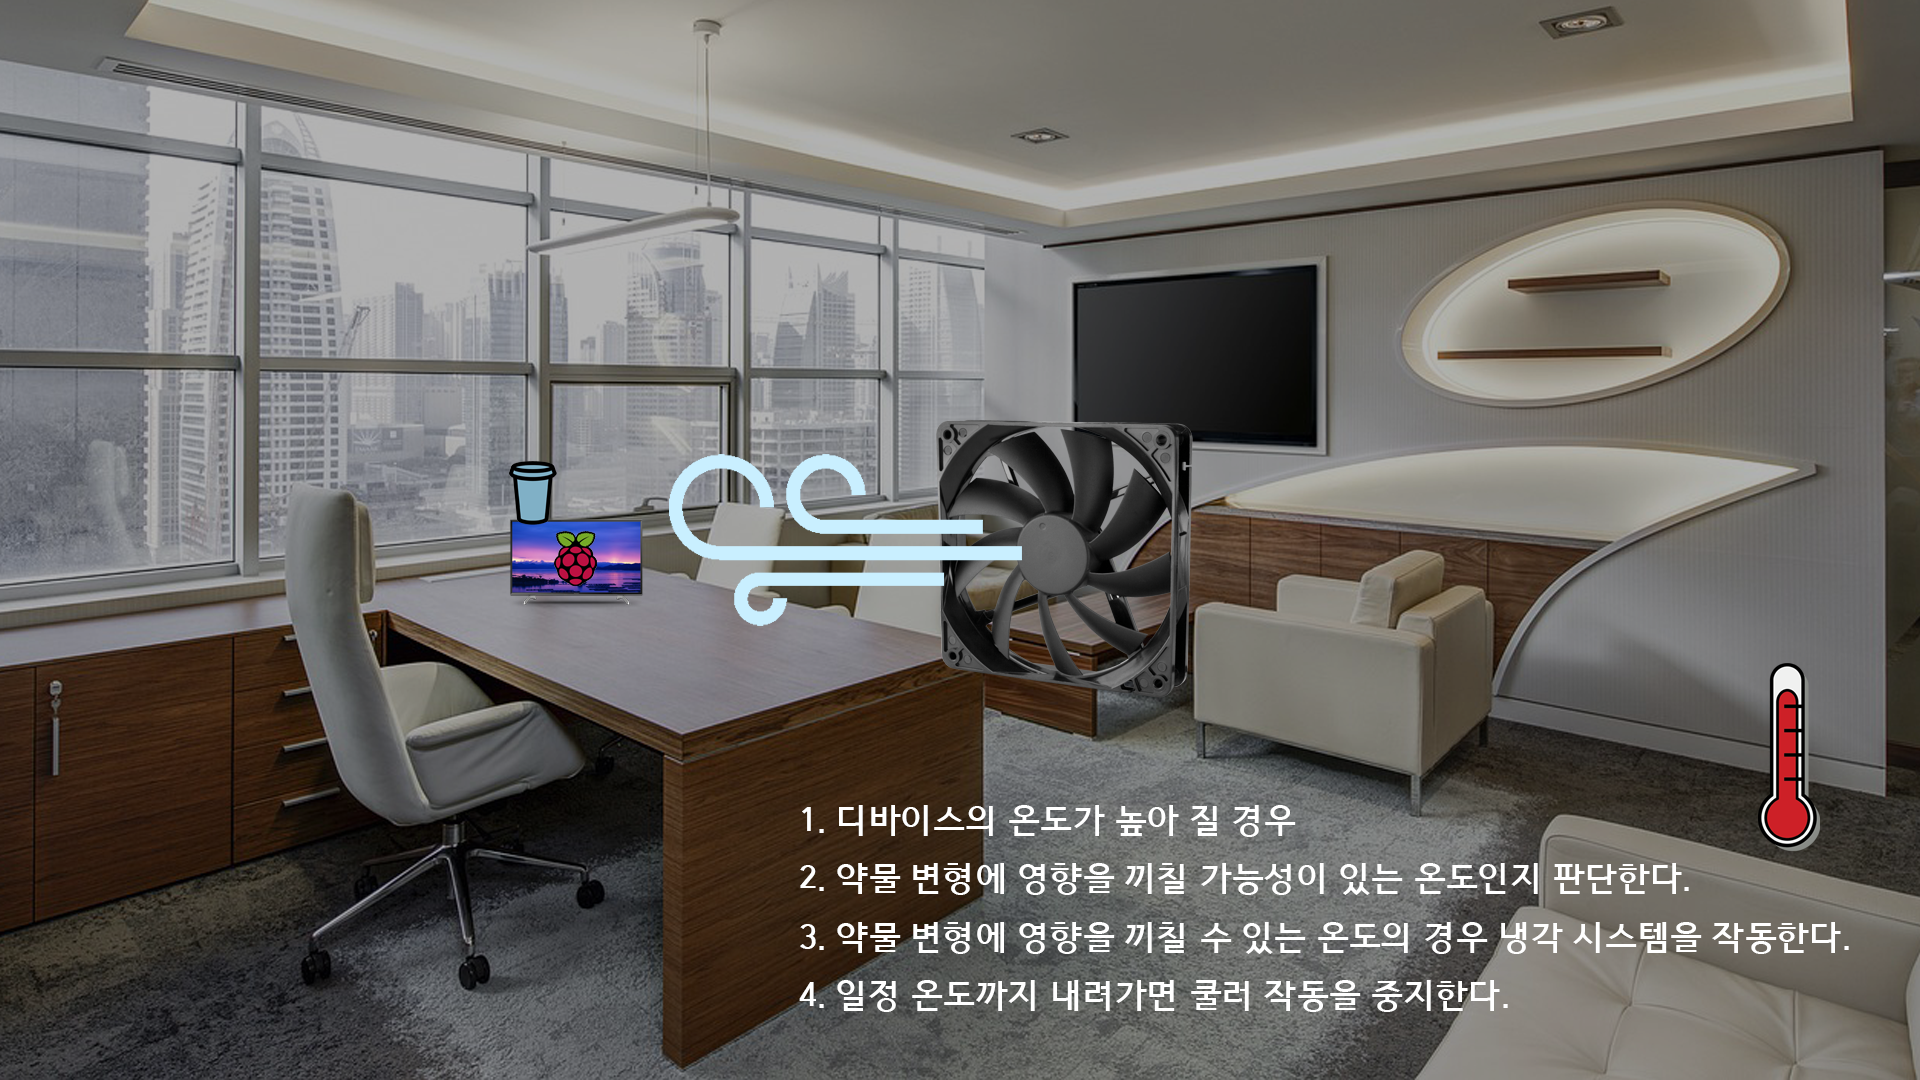 1. 디바이스의 온도가 높아 질 경우
2. 약물 변형에 영향을 끼칠 가능성이 있는 온도인지 판단한다.
3. 약물 변형에 영향을 끼칠 수 있는 온도의 경우 냉각 시스템을 작동한다.
4. 일정 온도까지 내려가면 쿨러 작동을 중지한다.